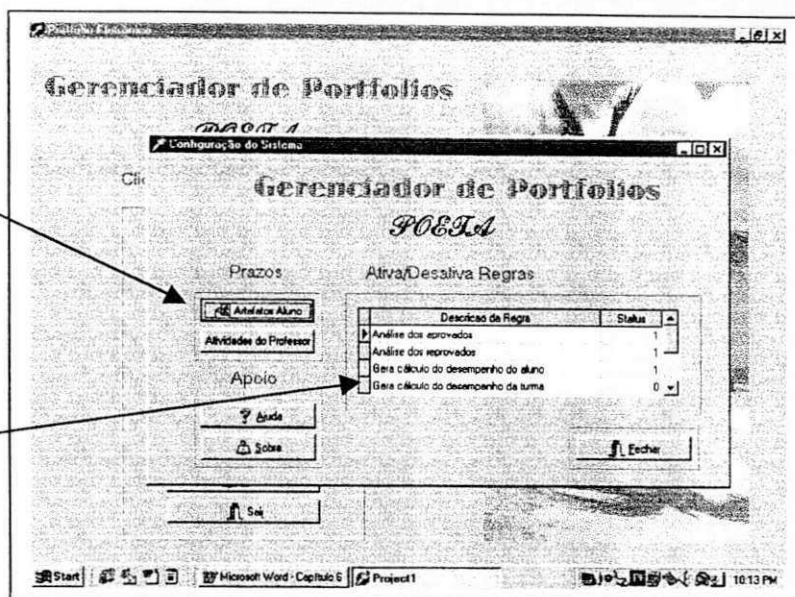 Gerenciador de Portfolios
POETA
Configuração do Sistema
Gerenciador de Portfolios
POETA
Prazos
Ativa/Desativa Regras
Artefatos Aluno
Atividades do Professor
Descricao da Regra Status
Análise dos aprovados 1
Análise dos reprovados 1
Gera cálculo do desempenho do aluno 1
Gera cálculo do desempenho da turma 0
Apoio
Ajuda
Sobre
Fechar
Sair
Start Microsoft Word - Capítulo 6 Project1 10:13 PM